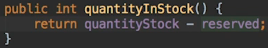 public int quantityInStock() {
return quantityStock - reserved;
}